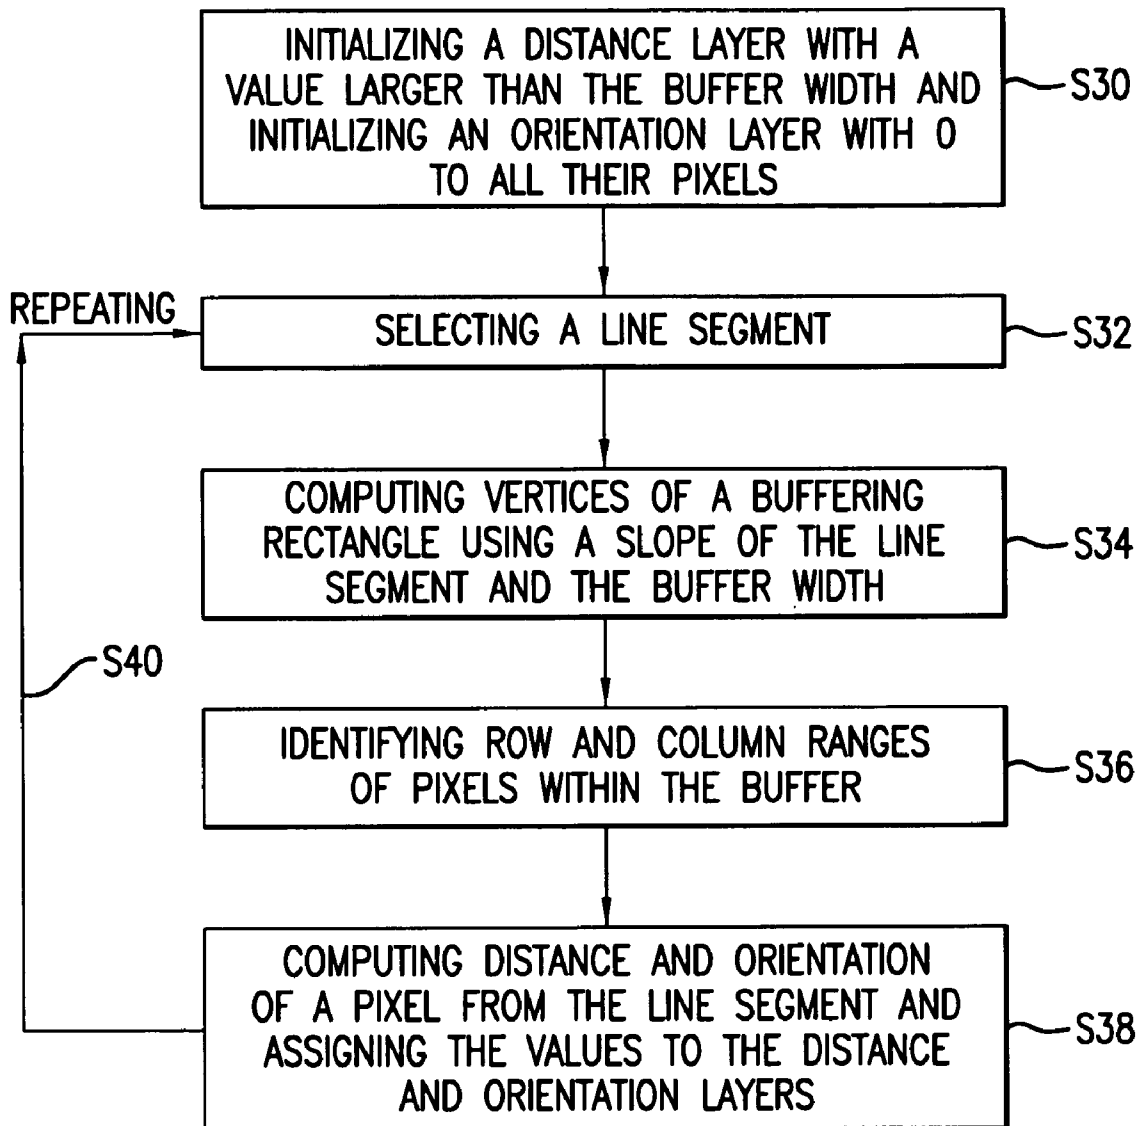 INITIALIZING A DISTANCE LAYER WITH A
VALUE LARGER THAN THE BUFFER WIDTH AND
INITIALIZING AN ORIENTATION LAYER WITH 0
TO ALL THEIR PIXELS
S30
REPEATING
SELECTING A LINE SEGMENT
S32
COMPUTING VERTICES OF A BUFFERING
RECTANGLE USING A SLOPE OF THE LINE
SEGMENT AND THE BUFFER WIDTH
S34
S40
IDENTIFYING ROW AND COLUMN RANGES
OF PIXELS WITHIN THE BUFFER
S36
COMPUTING DISTANCE AND ORIENTATION
OF A PIXEL FROM THE LINE SEGMENT AND
ASSIGNING THE VALUES TO THE DISTANCE
AND ORIENTATION LAYERS
S38